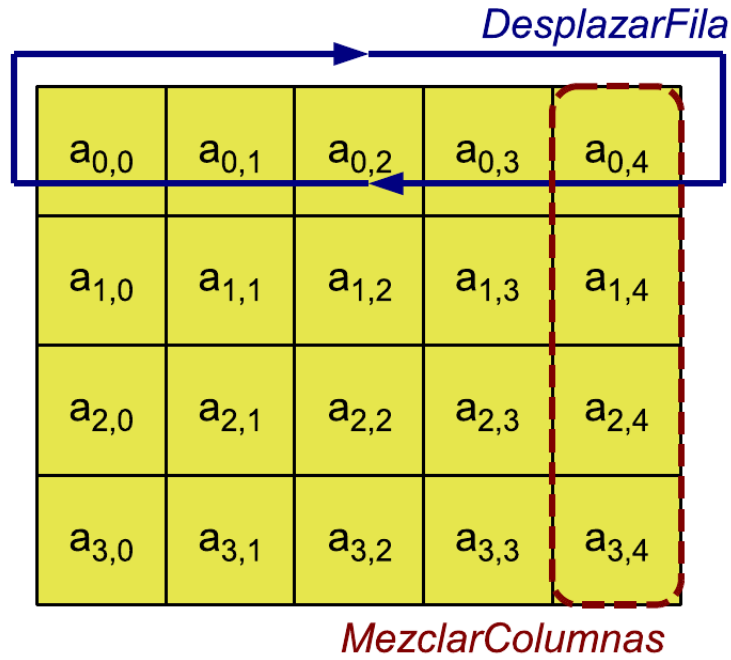 DesplazarFila
a0,0 a0,1 a0,2 a0,3 a0,4
a1,0 a1,1 a1,2 a1,3 a1,4
a2,0 a2,1 a2,2 a2,3 a2,4
a3,0 a3,1 a3,2 a3,3 a3,4
MezclarColumnas